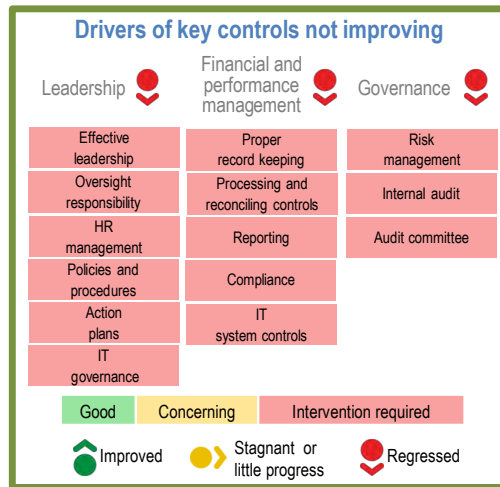 Drivers of key controls not improving
Leadership
Financial and
performance
management
Governance
Effective
leadership
Oversight
responsibility
HR
management
Policies and
procedures
Action
plans
IT
governance
Proper
record keeping
Processing and
reconciling controls
Reporting
Compliance
IT
system controls
Risk
management
Internal audit
Audit committee
Good
Concerning
Intervention required
Improved
Stagnant or
little progress
Regressed